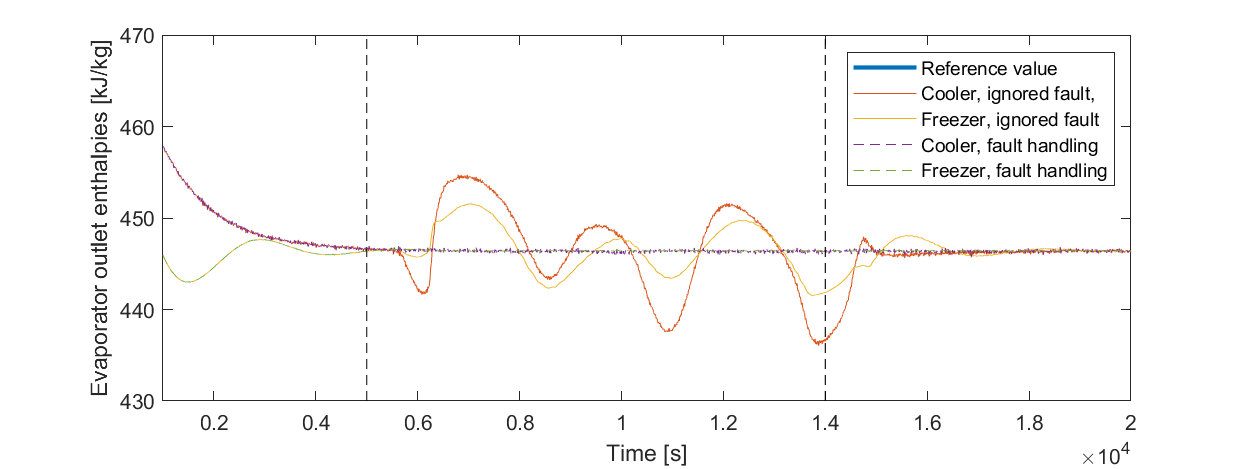 Evaporator outlet enthalpies [kJ/kg]
470
460
450
440
430
0.2 0.4 0.6 0.8 1 1.2 1.4 1.6 1.8 2
Time [s]
×10⁴
Reference value
Cooler, ignored fault,
Freezer, ignored fault
Cooler, fault handling
Freezer, fault handling